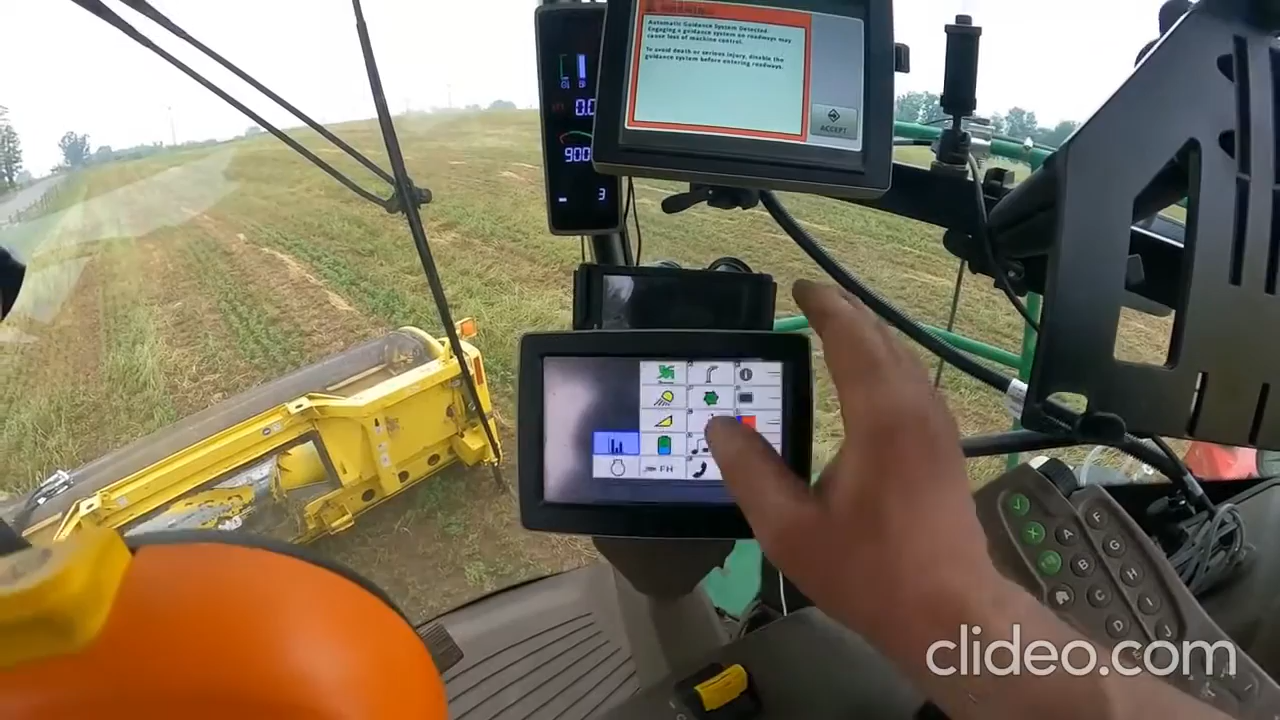 Automatic Guidance System Detected.
Engaging a guidance system on roadways may
cause loss of machine control.
To avoid death or serious injury, disable the
guidance system before entering roadways.
ACCEPT
0.0
900
3
FH
A
B
C
D
F
G
H
I
J
clideo.com